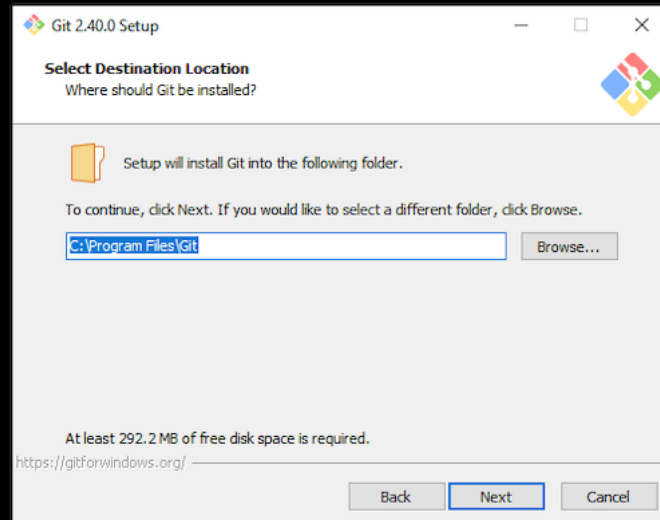 Git 2.40.0 Setup
Select Destination Location
Where should Git be installed?
Setup will install Git into the following folder.
To continue, click Next. If you would like to select a different folder, click Browse.
C:\Program Files\Git
Browse...
At least 292.2 MB of free disk space is required.
https://gitforwindows.org/
Back
Next
Cancel